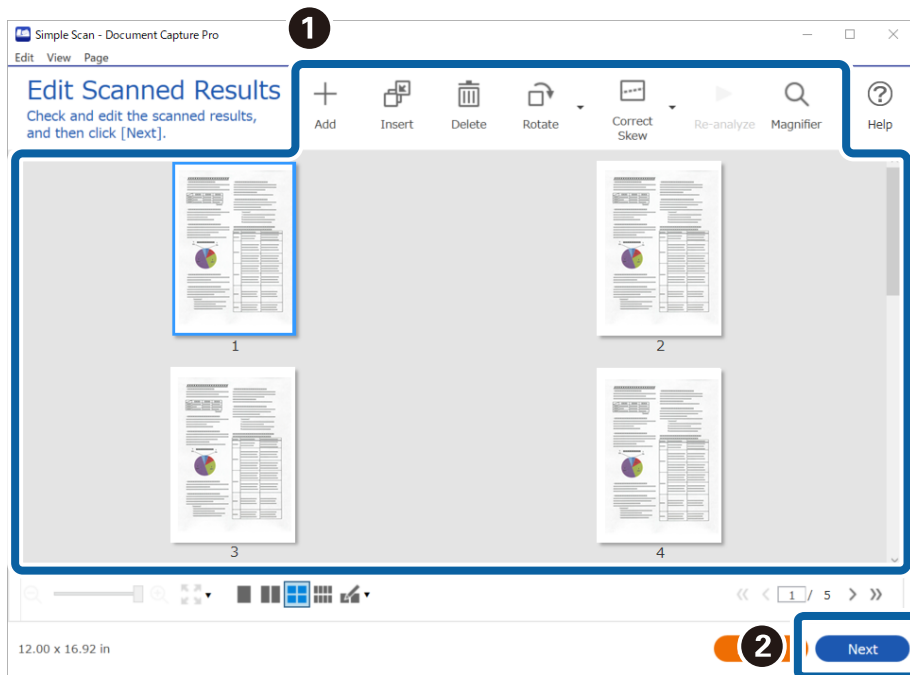 1
Simple Scan - Document Capture Pro
Edit View Page
Edit Scanned Results
Check and edit the scanned results,
and then click [Next].
Add
Insert
Delete
Rotate
Correct
Skew
Re-analyze
Magnifier
Help
1
2
3
4
1 / 5
12.00 x 16.92 in
2
Next